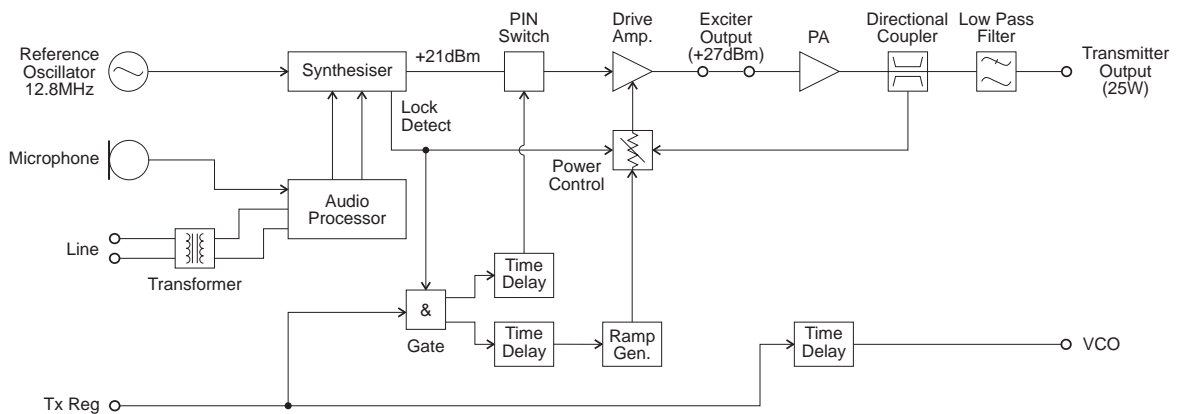 Reference
Oscillator
12.8MHz
Synthesiser
+21dBm
PIN
Switch
Drive
Amp.
Exciter
Output
(+27dBm)
PA
Directional
Coupler
Low Pass
Filter
Transmitter
Output
(25W)
Lock
Detect
Microphone
Audio
Processor
Power
Control
Line
Transformer
Time
Delay
&
Gate
Time
Delay
Ramp
Gen.
Time
Delay
VCO
Tx Reg